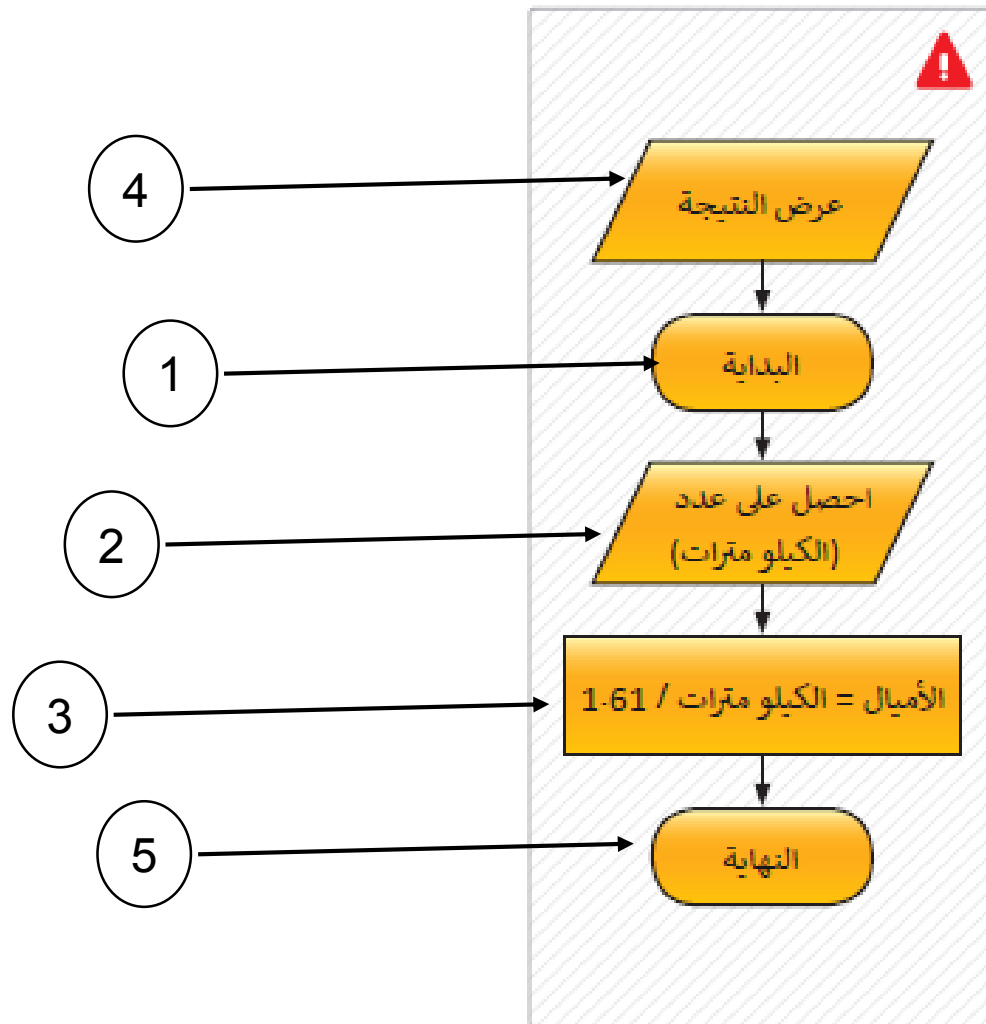 4
عرض النتيجة
1
البداية
2
احصل على عدد
(الكيلو مترات)
3
الأميال = الكيلو مترات / 1.61
5
النهاية